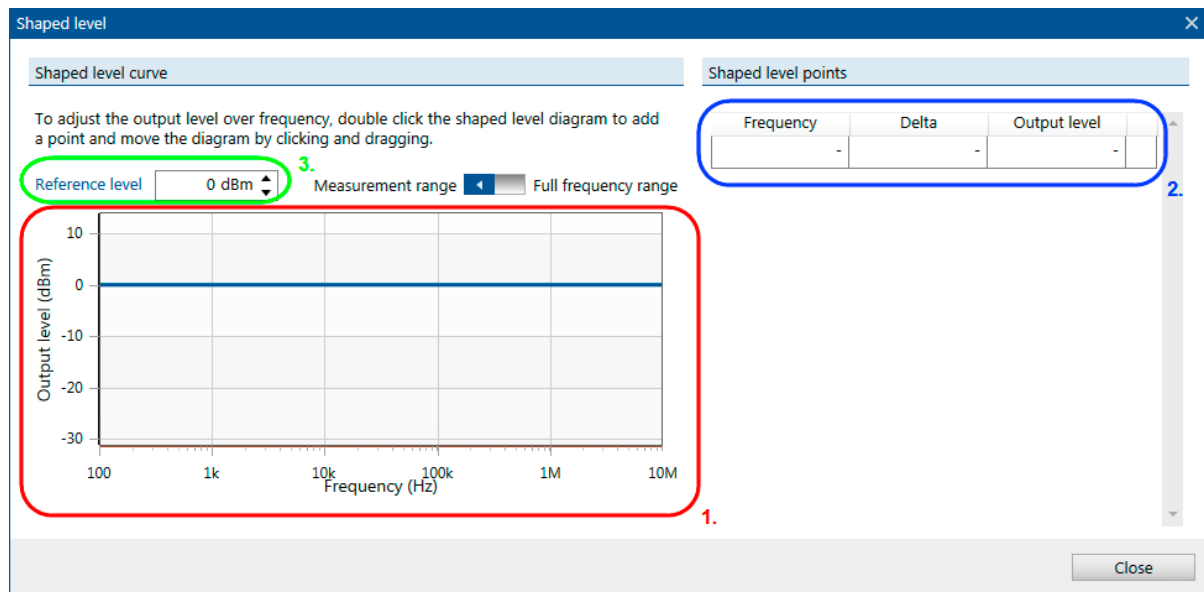 Shaped level
Shaped level curve
Shaped level points
To adjust the output level over frequency, double click the shaped level diagram to add
a point and move the diagram by clicking and dragging.
Frequency Delta Output level
- - -
3.
Reference level 0 dBm Measurement range Full frequency range
2.
10
0
-10
-20
-30
Output level (dBm)
100 1k 10k 100k 1M 10M
Frequency (Hz)
1.
Close